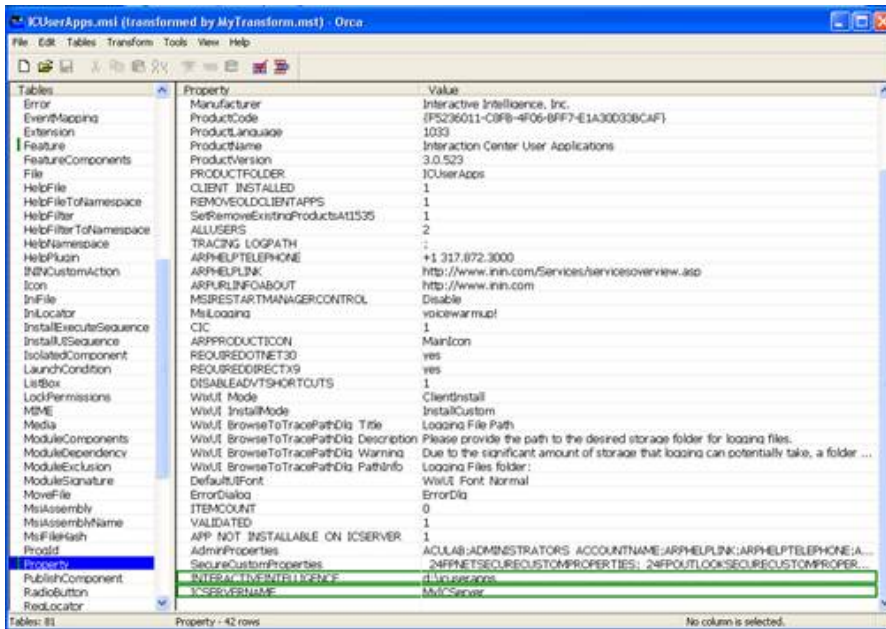 ICUserApps.msi (transformed by MyTransform.mst) - Orca
File Edit Tables Transform Tools View Help
Tables
Error
EventMapping
Extension
Feature
FeatureComponents
File
HelpFile
HelpFileToNamespace
HelpFilter
HelpFilterToNamespace
HelpNamespace
HelpPlugin
ININCustomAction
Icon
IniFile
IniLocator
InstallExecuteSequence
InstallUISequence
IsolatedComponent
LaunchCondition
ListBox
LockPermissions
MIME
Media
ModuleComponents
ModuleDependency
ModuleExclusion
ModuleSignature
MoveFile
MsiAssembly
MsiAssemblyName
MsiFileHash
ProgId
Property
PublishComponent
RadioButton
RegLocator
Property Value
Manufacturer Interactive Intelligence, Inc.
ProductCode
ProductLanguage 1033
ProductName Interaction Center User Applications
ProductVersion 3.0.523
PRODUCTFOLDER ICUserApps
CLIENT_INSTALLED 1
REMOVEOLDCLIENTAPPS 1
SetRemoveExistingProductsAt1535 1
ALLUSERS 2
TRACING_LOGPATH ;
ARPHELPTELEPHONE +1 317.872.3000
ARPHELPLINK http://www.inin.com/Services/servicesoverview.asp
ARPURLINFOABOUT http://www.inin.com
MSIRESTARTMANAGERCONTROL Disable
MsiLogging voicewarmup!
CIC 1
ARPPRODUCTICON MainIcon
REQUIREDOTNET30 yes
REQUIREDDIRECTX9 yes
DISABLEADVTSHORTCUTS 1
WixUI_Mode ClientInstall
WixUI_InstallMode InstallCustom
WixUI_BrowseToTracePathDlg_Title Logging File Path
WixUI_BrowseToTracePathDlg_Description Please provide the path to the desired storage folder for logging files.
WixUI_BrowseToTracePathDlg_Warning Due to the significant amount of storage that logging can potentially take, a folder ...
WixUI_BrowseToTracePathDlg_PathInfo Logging Files folder:
DefaultUIFont WixUI_Font_Normal
ErrorDialog ErrorDlg
ITEMCOUNT 0
VALIDATED 1
APP_NOT_INSTALLABLE_ON_ICSERVER 1
AdminProperties ACULAB;ADMINISTRATORS_ACCOUNTNAME;ARPHELPLINK;ARPHELPTELEPHONE;A...
SecureCustomProperties _24FPNETSECURECUSTOMPROPERTIES;_24FPOUTLOOKSECURECUSTOMPROPER...
INTERACTIVEINTELLIGENCE d:\icuserapps
ICSERVERNAME MyICServer
Tables: 81 Property - 42 rows No column is selected.